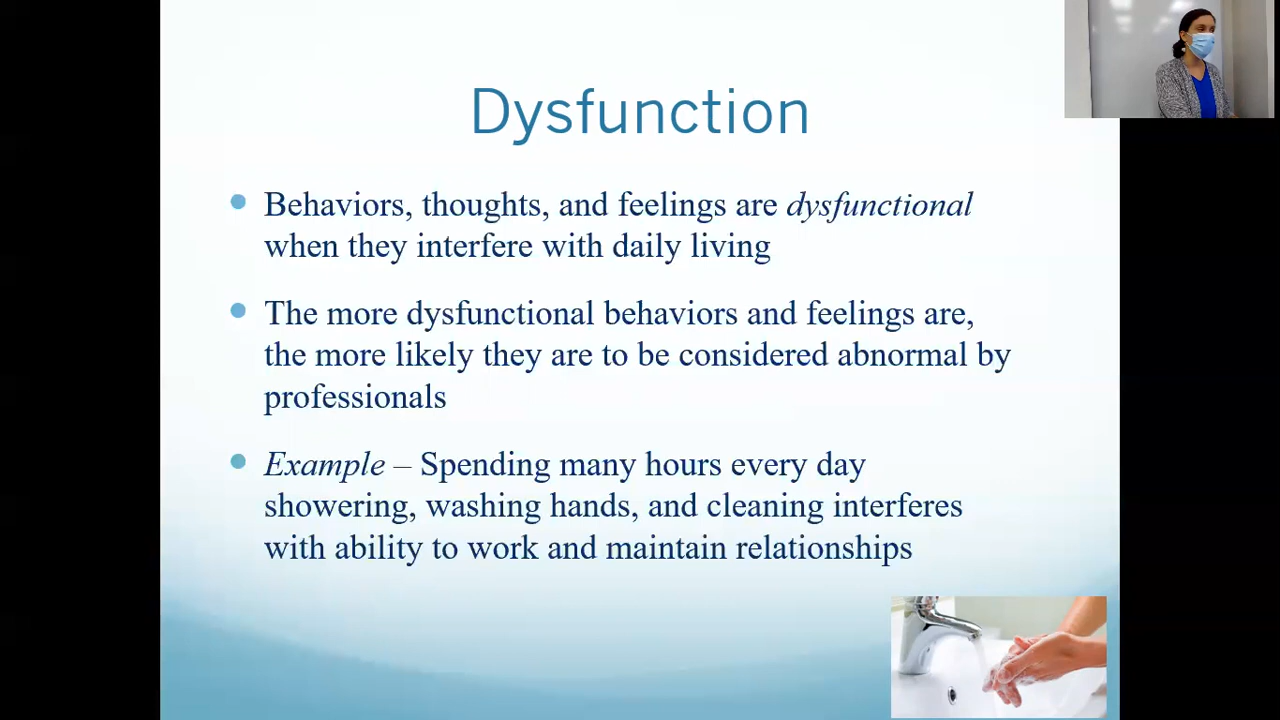 Dysfunction
Behaviors, thoughts, and feelings are dysfunctional
when they interfere with daily living
The more dysfunctional behaviors and feelings are,
the more likely they are to be considered abnormal by
professionals
Example – Spending many hours every day
showering, washing hands, and cleaning interferes
with ability to work and maintain relationships